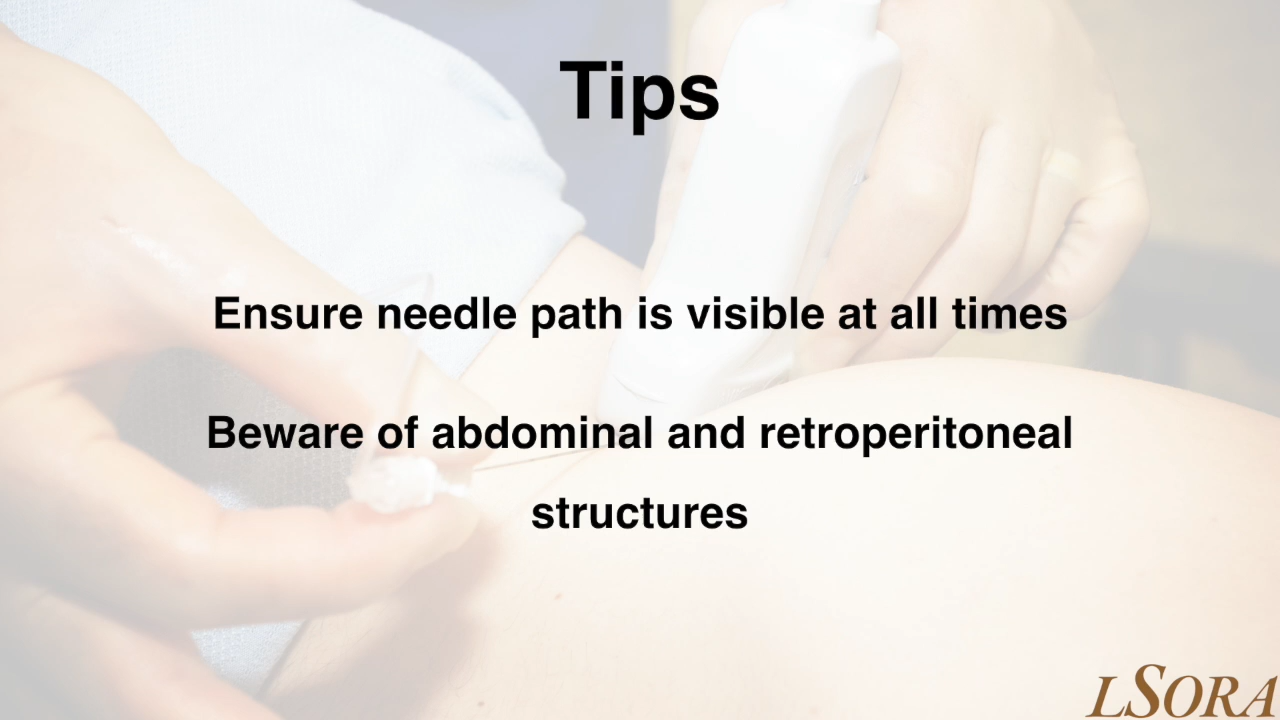 Tips
Ensure needle path is visible at all times
Beware of abdominal and retroperitoneal
structures
LSORA